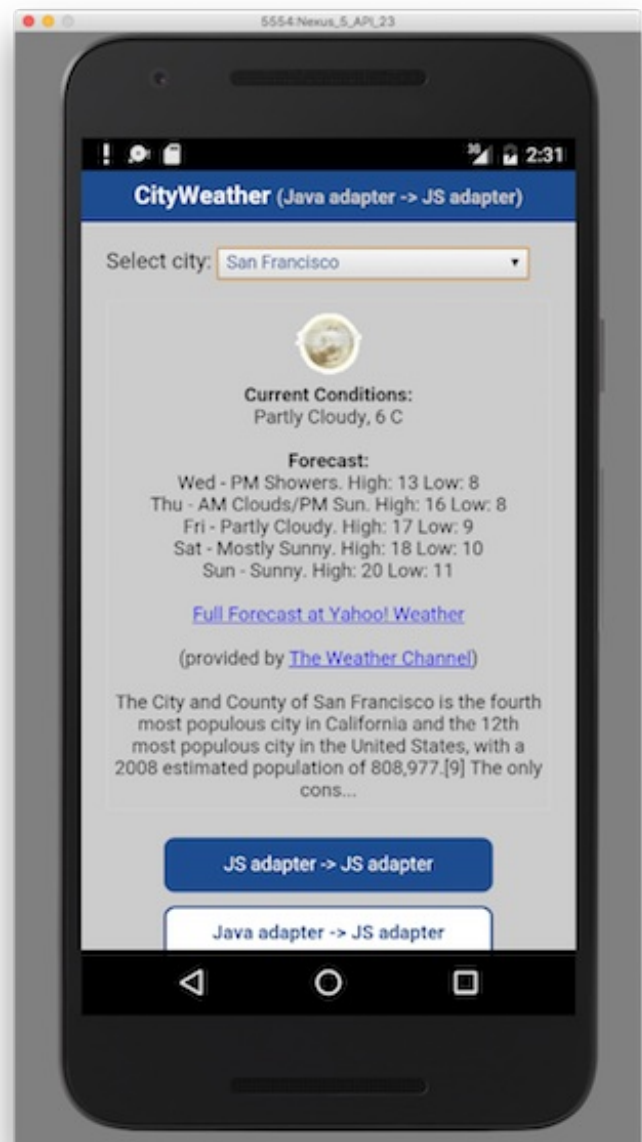 5554:Nexus_5_API_23
3G 2:31
CityWeather (Java adapter -> JS adapter)
Select city: San Francisco
Current Conditions:
Partly Cloudy, 6 C
Forecast:
Wed - PM Showers. High: 13 Low: 8
Thu - AM Clouds/PM Sun. High: 16 Low: 8
Fri - Partly Cloudy. High: 17 Low: 9
Sat - Mostly Sunny. High: 18 Low: 10
Sun - Sunny. High: 20 Low: 11
Full Forecast at Yahoo! Weather
(provided by The Weather Channel)
The City and County of San Francisco is the fourth
most populous city in California and the 12th
most populous city in the United States, with a
2008 estimated population of 808,977.[9] The only
cons...
JS adapter -> JS adapter
Java adapter -> JS adapter